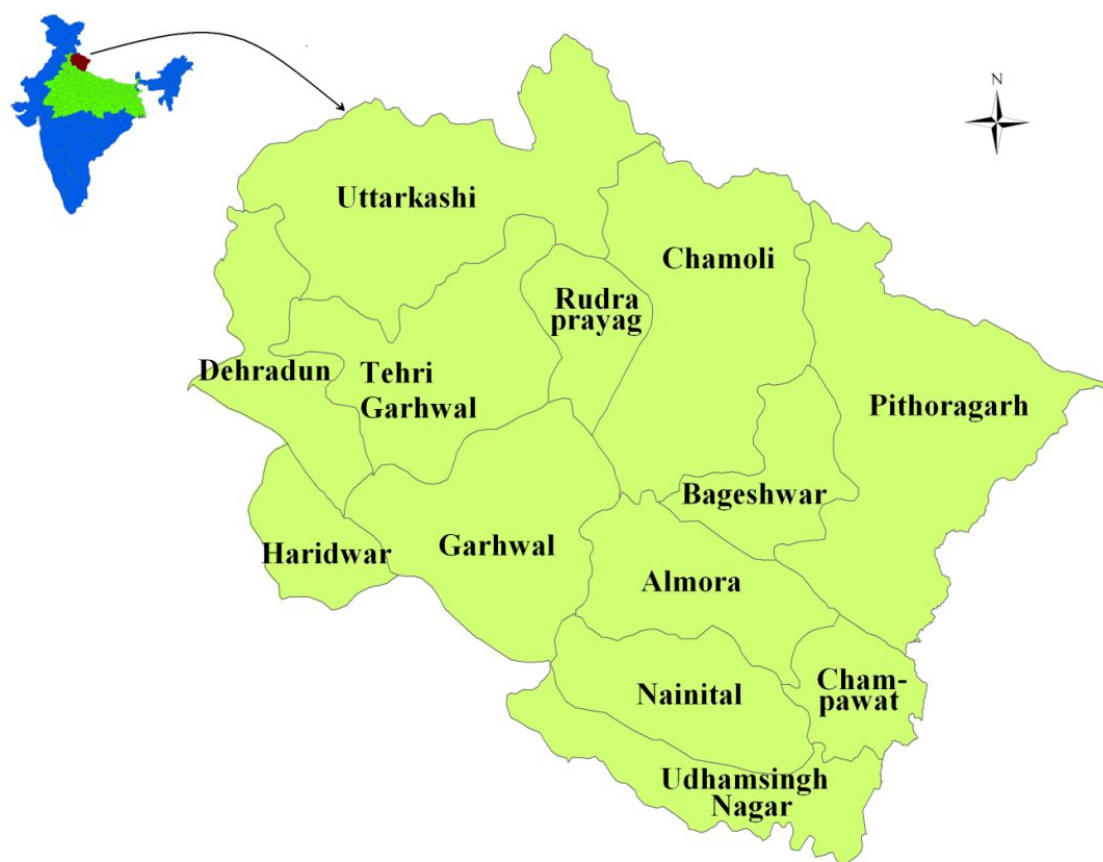 N
Uttarkashi
Chamoli
Rudra
prayag
Dehradun
Tehri
Garhwal
Pithoragarh
Bageshwar
Haridwar
Garhwal
Almora
Nainital
Cham-
pawat
Udhamsingh
Nagar